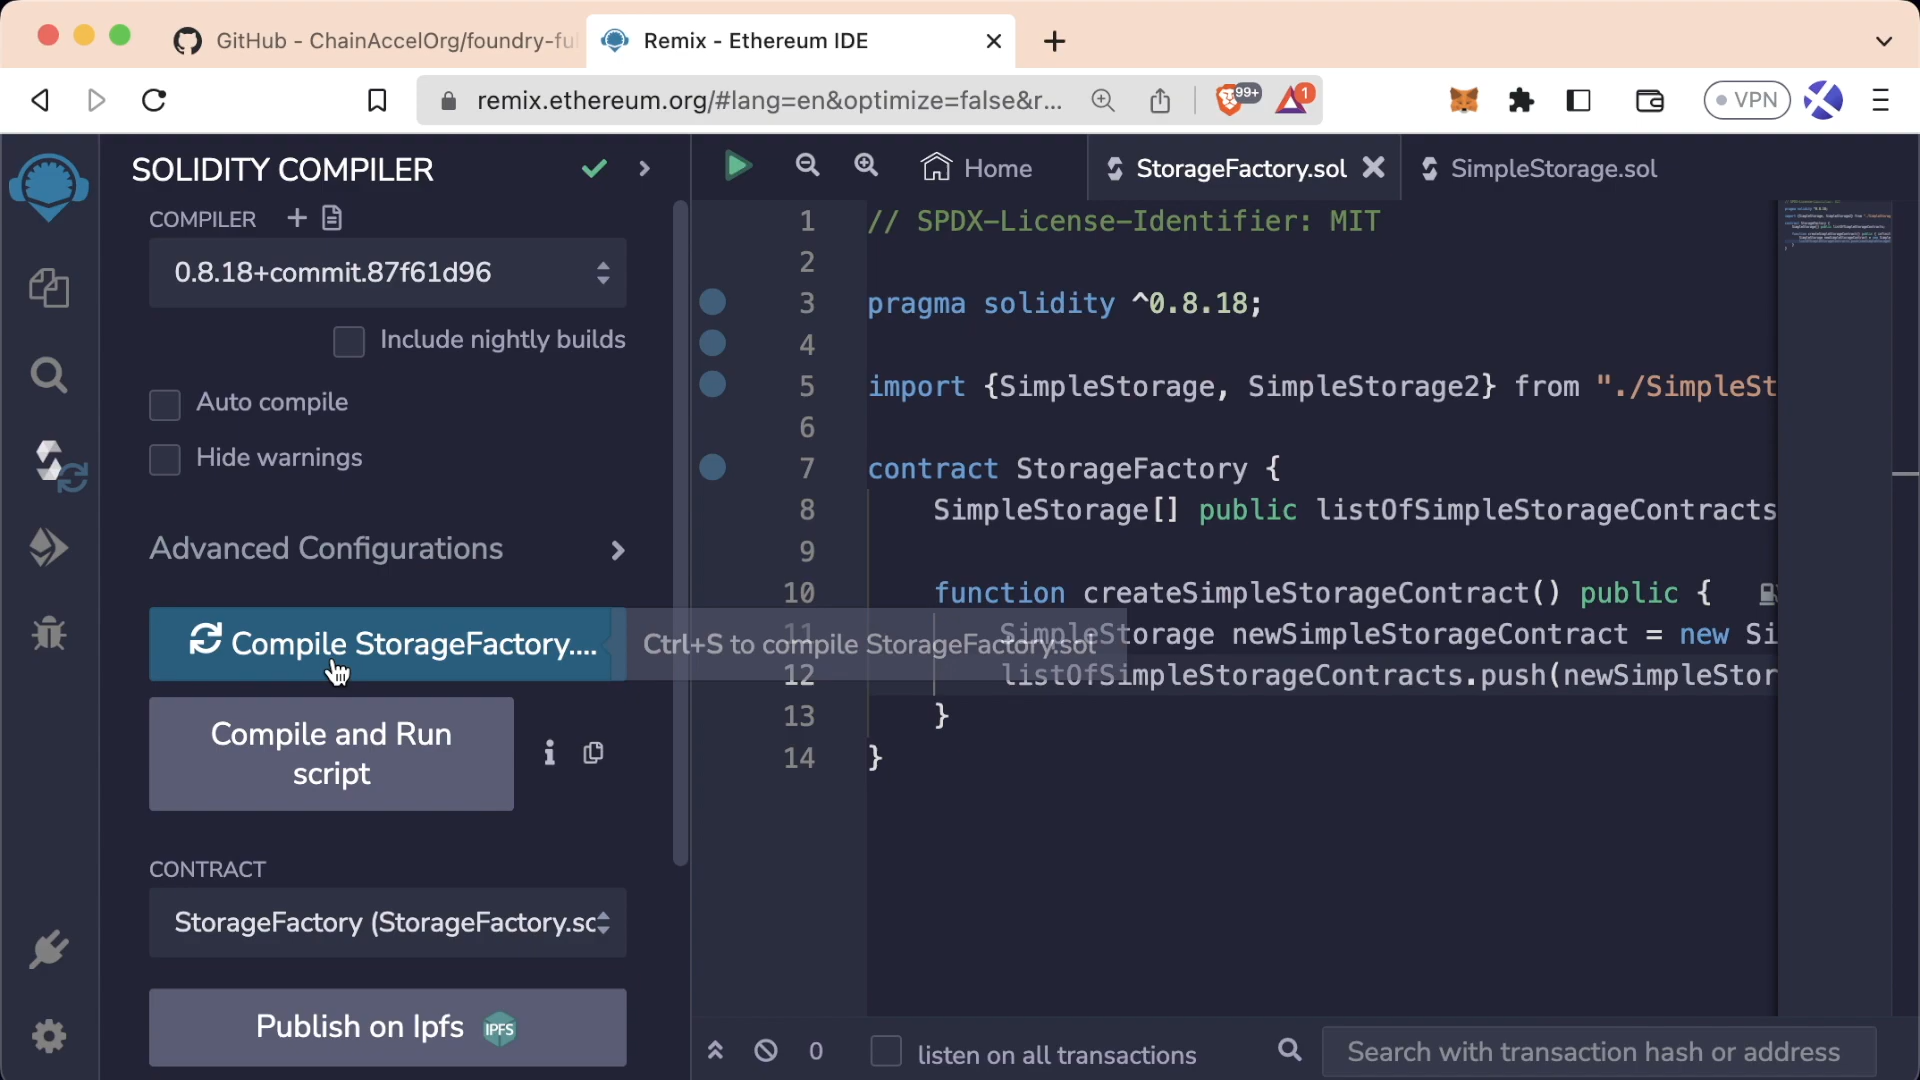 GitHub - ChainAccelOrg/foundry-ful
Remix - Ethereum IDE
remix.ethereum.org/#lang=en&optimize=false&r...
99+
1
VPN
SOLIDITY COMPILER
COMPILER
0.8.18+commit.87f61d96
Include nightly builds
Auto compile
Hide warnings
Advanced Configurations
Compile StorageFactory....
Ctrl+S to compile StorageFactory.sol
Compile and Run
script
CONTRACT
StorageFactory (StorageFactory.sc
Publish on Ipfs
IPFS
Home
StorageFactory.sol
SimpleStorage.sol
1 // SPDX-License-Identifier: MIT
2
3 pragma solidity ^0.8.18;
4
5 import {SimpleStorage, SimpleStorage2} from "./SimpleSt
6
7 contract StorageFactory {
8 SimpleStorage[] public listOfSimpleStorageContracts
9
10 function createSimpleStorageContract() public {
11 SimpleStorage newSimpleStorageContract = new Si
12 listOfSimpleStorageContracts.push(newSimpleStor
13 }
14 }
0
listen on all transactions
Search with transaction hash or address